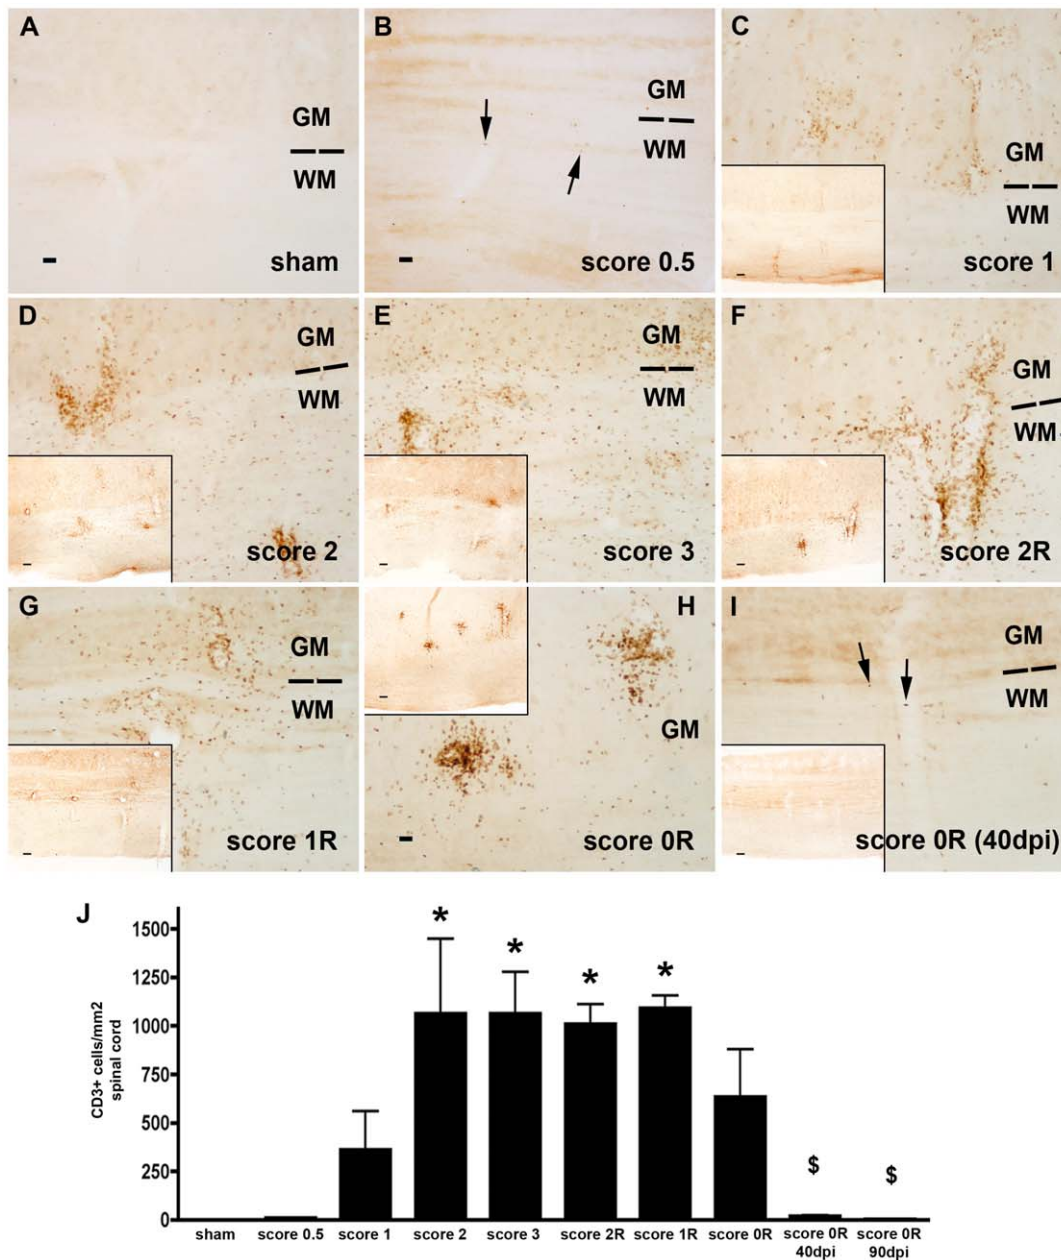 A
GM
WM
sham
B
GM
WM
score 0.5
C
GM
WM
score 1
D
GM
WM
score 2
E
GM
WM
score 3
F
GM
WM
score 2R
G
GM
WM
score 1R
H
GM
score 0R
I
GM
WM
score 0R (40dpi)
J
CD3+ cells/mm2
spinal cord
1500
1250
1000
750
500
250
0
* * * *
$ $
sham score 0.5 score 1 score 2 score 3 score 2R score 1R score 0R score 0R score 0R
40dpi 90dpi